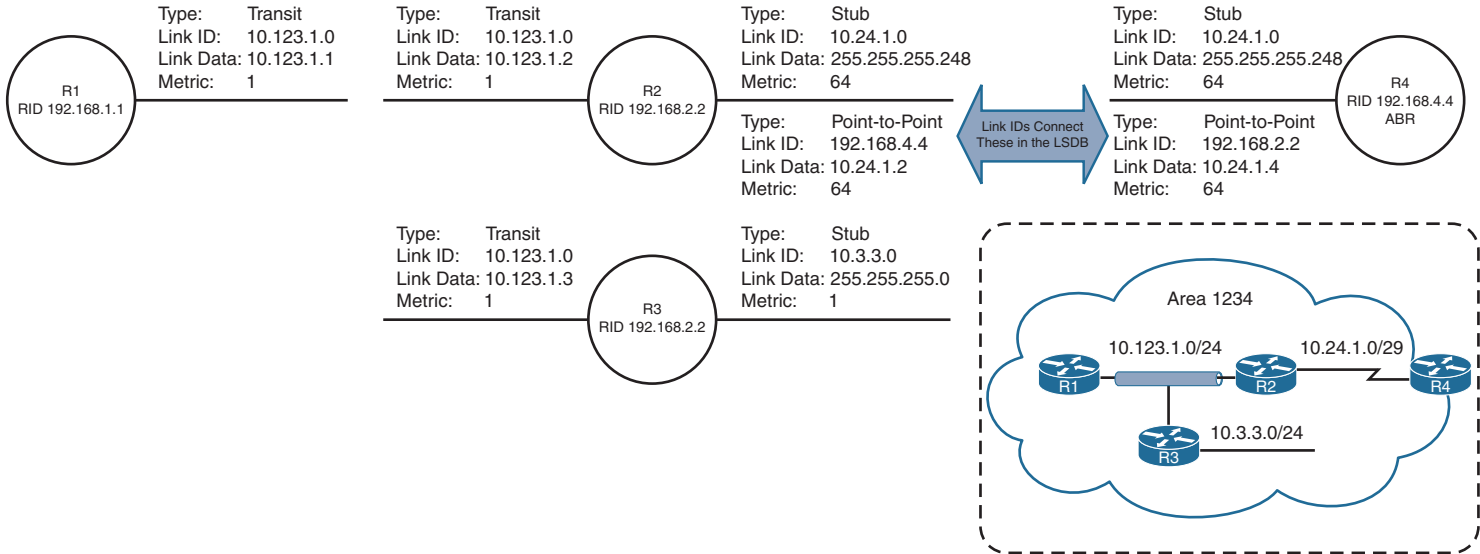 Type: Transit
Link ID: 10.123.1.0
Link Data: 10.123.1.1
Metric: 1
R1
RID 192.168.1.1
Type: Transit
Link ID: 10.123.1.0
Link Data: 10.123.1.2
Metric: 1
R2
RID 192.168.2.2
Type: Stub
Link ID: 10.24.1.0
Link Data: 255.255.255.248
Metric: 64
Type: Point-to-Point
Link ID: 192.168.4.4
Link Data: 10.24.1.2
Metric: 64
Link IDs Connect
These in the LSDB
Type: Stub
Link ID: 10.24.1.0
Link Data: 255.255.255.248
Metric: 64
Type: Point-to-Point
Link ID: 192.168.2.2
Link Data: 10.24.1.4
Metric: 64
R4
RID 192.168.4.4
ABR
Type: Transit
Link ID: 10.123.1.0
Link Data: 10.123.1.3
Metric: 1
R3
RID 192.168.2.2
Type: Stub
Link ID: 10.3.3.0
Link Data: 255.255.255.0
Metric: 1
Area 1234
10.123.1.0/24
10.24.1.0/29
R1
R2
R4
10.3.3.0/24
R3